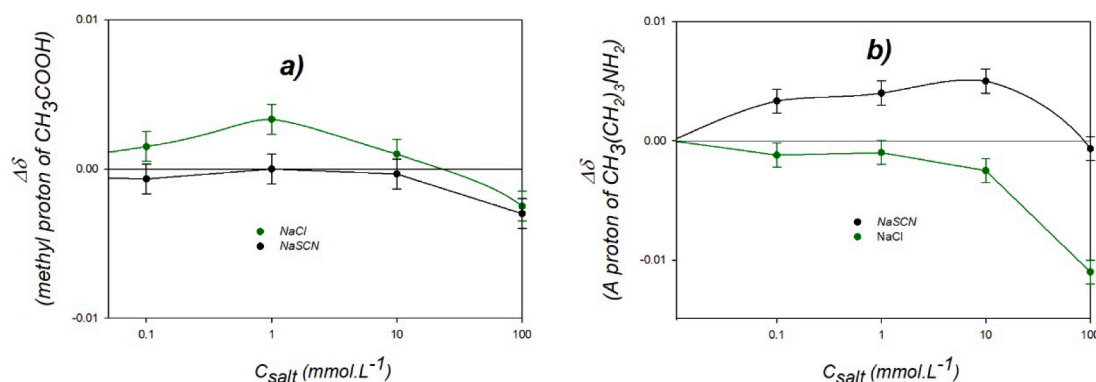 a)
0.01
0.00
-0.01
Δδ
(methyl proton of CH3COOH)
NaCl
NaSCN
0.1 1 10 100
Csalt (mmol.L-1)
b)
0.01
0.00
-0.01
Δδ
(A proton of CH3(CH2)3NH2)
NaSCN
NaCl
0.1 1 10 100
Csalt (mmol.L-1)